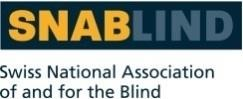 SNABLIND
Swiss National Association
of and for the Blind